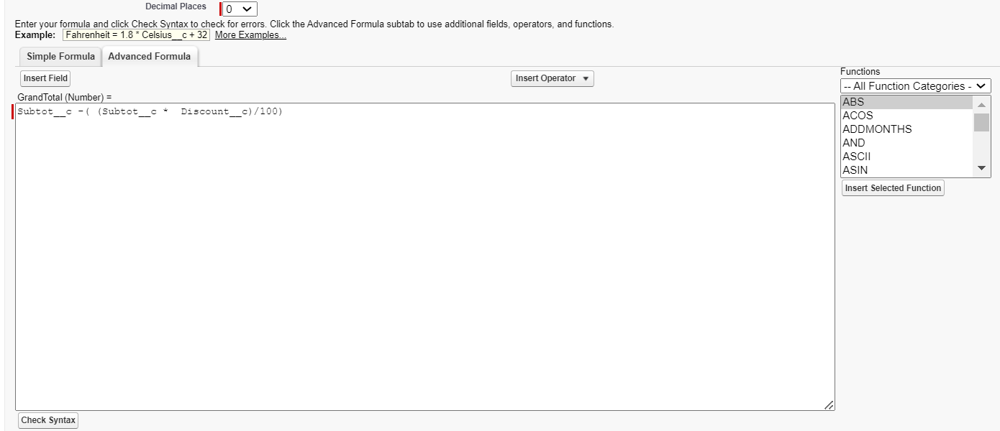 Decimal Places 0
Enter your formula and click Check Syntax to check for errors. Click the Advanced Formula subtab to use additional fields, operators, and functions.
Example: Fahrenheit = 1.8 * Celsius__c + 32 More Examples...
Simple Formula Advanced Formula
Insert Field Insert Operator
Functions
-- All Function Categories -
GrandTotal (Number) =
Subtot__c -( (Subtot__c *  Discount__c)/100)
ABS
ACOS
ADDMONTHS
AND
ASCII
ASIN
Insert Selected Function
Check Syntax